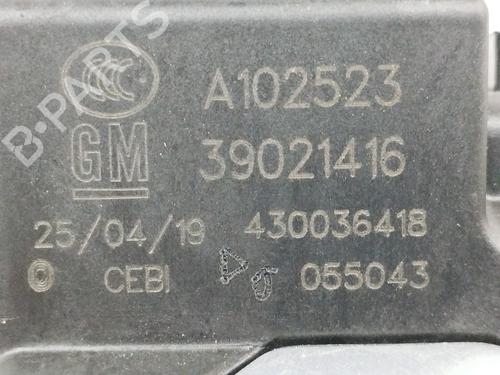 A102523
GM 39021416
25/04/19 430036418
CEBI 055043
B-PARTS